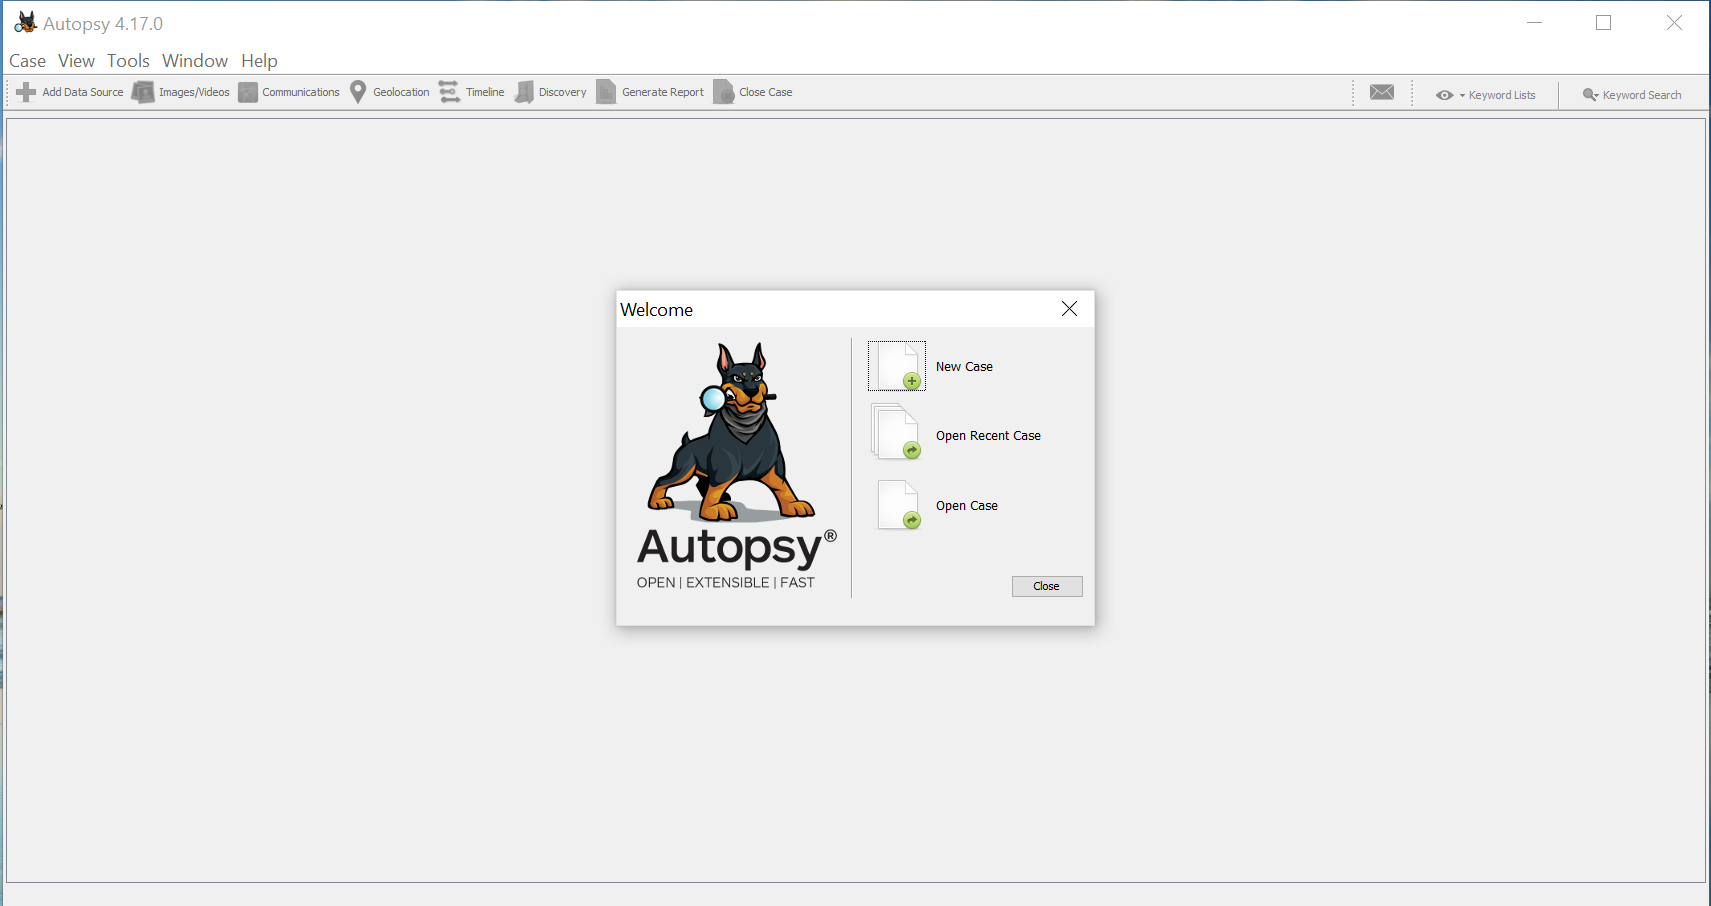 Autopsy 4.17.0
Case View Tools Window Help
Add Data Source Images/Videos Communications Geolocation Timeline Discovery Generate Report Close Case Keyword Lists Keyword Search
Welcome
New Case
Open Recent Case
Open Case
Autopsy®
OPEN | EXTENSIBLE | FAST
Close